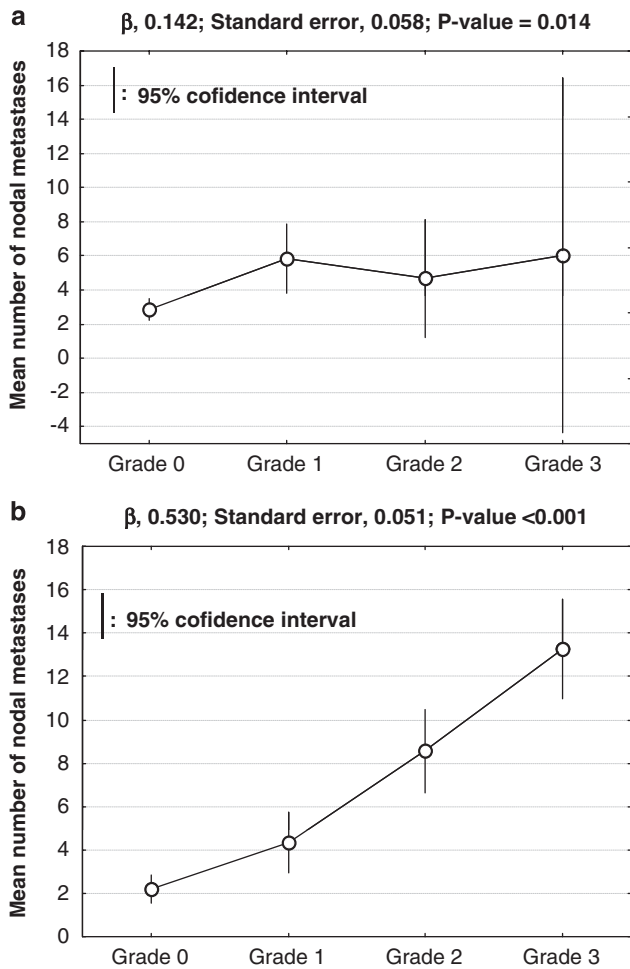 a
β, 0.142; Standard error, 0.058; P-value = 0.014
18
16
14
12
10
8
6
4
2
0
-2
-4
Mean number of nodal metastases
: 95% cofidence interval
Grade 0 Grade 1 Grade 2 Grade 3
b
β, 0.530; Standard error, 0.051; P-value <0.001
18
16
14
12
10
8
6
4
2
0
Mean number of nodal metastases
: 95% cofidence interval
Grade 0 Grade 1 Grade 2 Grade 3